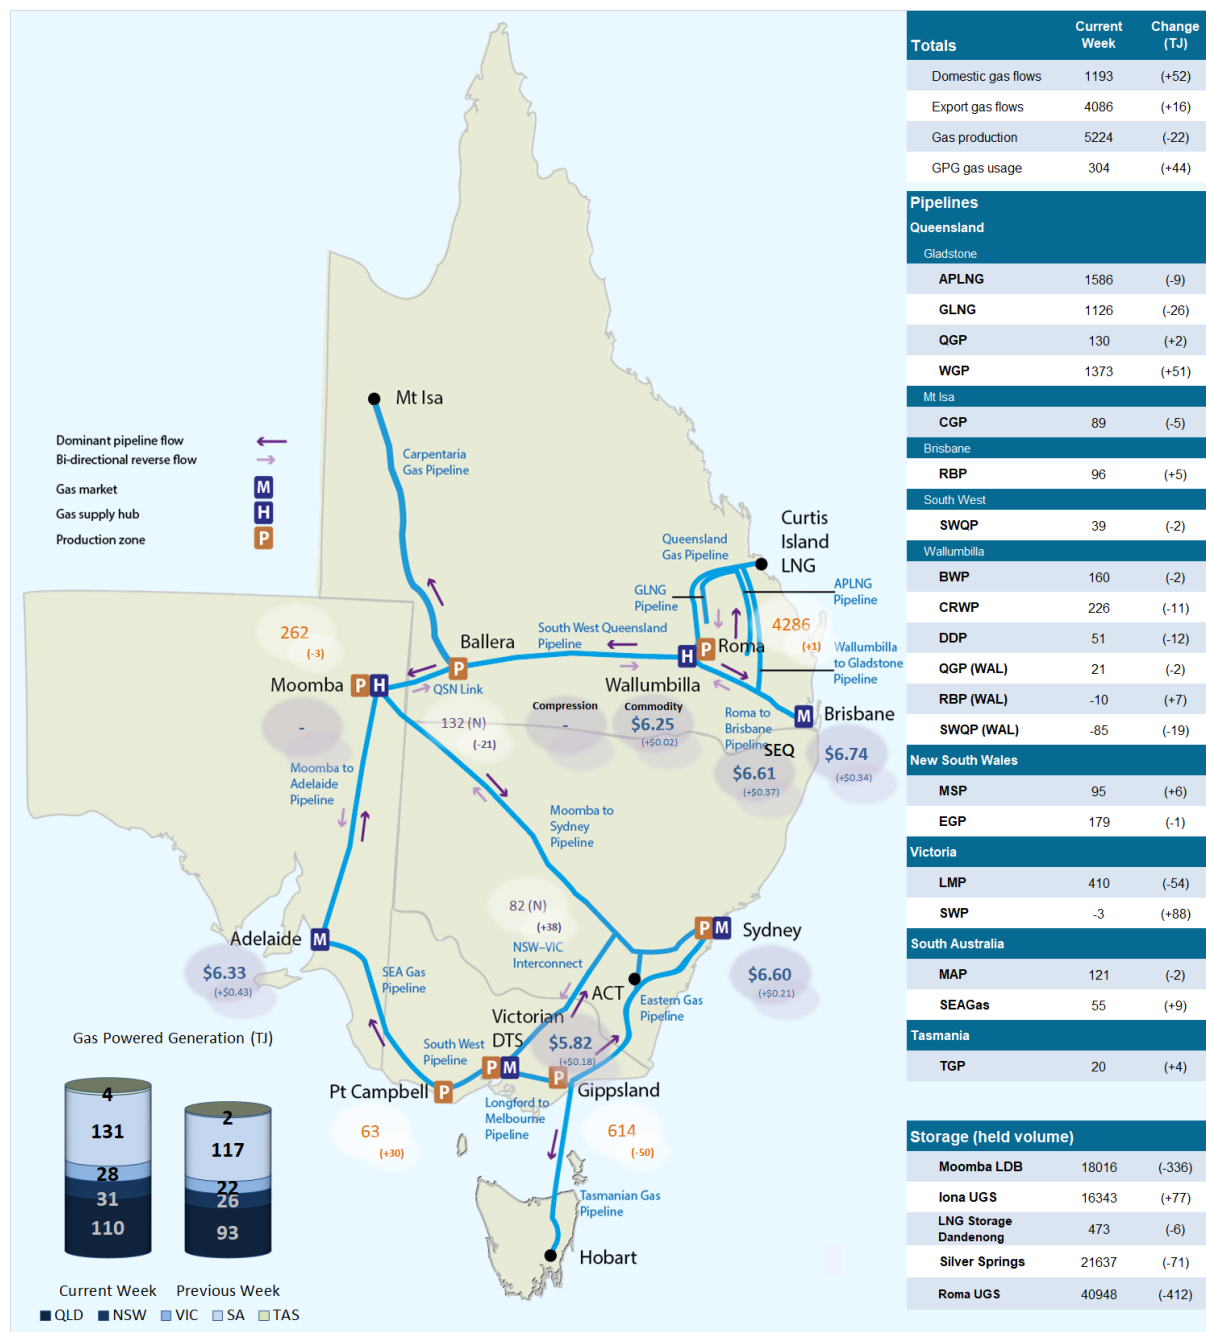 Mt Isa
Dominant pipeline flow
Bi-directional reverse flow
Gas market M
Gas supply hub H
Production zone P
Carpentaria
Gas Pipeline
Curtis
Island
LNG
Queensland
Gas Pipeline
GLNG
Pipeline
APLNG
Pipeline
262
(-3)
Ballera
P
South West Queensland
Pipeline
H P Roma
4286
(+1)
Wallumbilla
to Gladstone
Pipeline
Moomba P H
QSN Link
Wallumbilla
-
132 (N)
(-21)
Compression
-
Commodity
$6.25
(+$0.02)
Roma to
Brisbane
Pipeline
M Brisbane
SEQ
$6.61
(+$0.37)
$6.74
(+$0.34)
Moomba to
Adelaide
Pipeline
Moomba to
Sydney
Pipeline
82 (N)
(+38)
NSW-VIC
Interconnect
Adelaide M
$6.33
(+$0.43)
SEA Gas
Pipeline
P M Sydney
$6.60
(+$0.21)
ACT
Eastern Gas
Pipeline
Victorian
DTS
P M
$5.82
(+$0.18)
South West
Pipeline
Pt Campbell P
63
(+30)
P
Gippsland
614
(-50)
Longford to
Melbourne
Pipeline
Tasmanian Gas
Pipeline
Hobart
Gas Powered Generation (TJ)
4
131
28
31
110
2
117
22
26
93
Current Week Previous Week
QLD NSW VIC SA TAS
Totals Current Week Change (TJ)
Domestic gas flows 1193 (+52)
Export gas flows 4086 (+16)
Gas production 5224 (-22)
GPG gas usage 304 (+44)
Pipelines
Queensland
Gladstone
APLNG 1586 (-9)
GLNG 1126 (-26)
QGP 130 (+2)
WGP 1373 (+51)
Mt Isa
CGP 89 (-5)
Brisbane
RBP 96 (+5)
South West
SWQP 39 (-2)
Wallumbilla
BWP 160 (-2)
CRWP 226 (-11)
DDP 51 (-12)
QGP (WAL) 21 (-2)
RBP (WAL) -10 (+7)
SWQP (WAL) -85 (-19)
New South Wales
MSP 95 (+6)
EGP 179 (-1)
Victoria
LMP 410 (-54)
SWP -3 (+88)
South Australia
MAP 121 (-2)
SEAGas 55 (+9)
Tasmania
TGP 20 (+4)
Storage (held volume)
Moomba LDB 18016 (-336)
Iona UGS 16343 (+77)
LNG Storage
Dandenong 473 (-6)
Silver Springs 21637 (-71)
Roma UGS 40948 (-412)